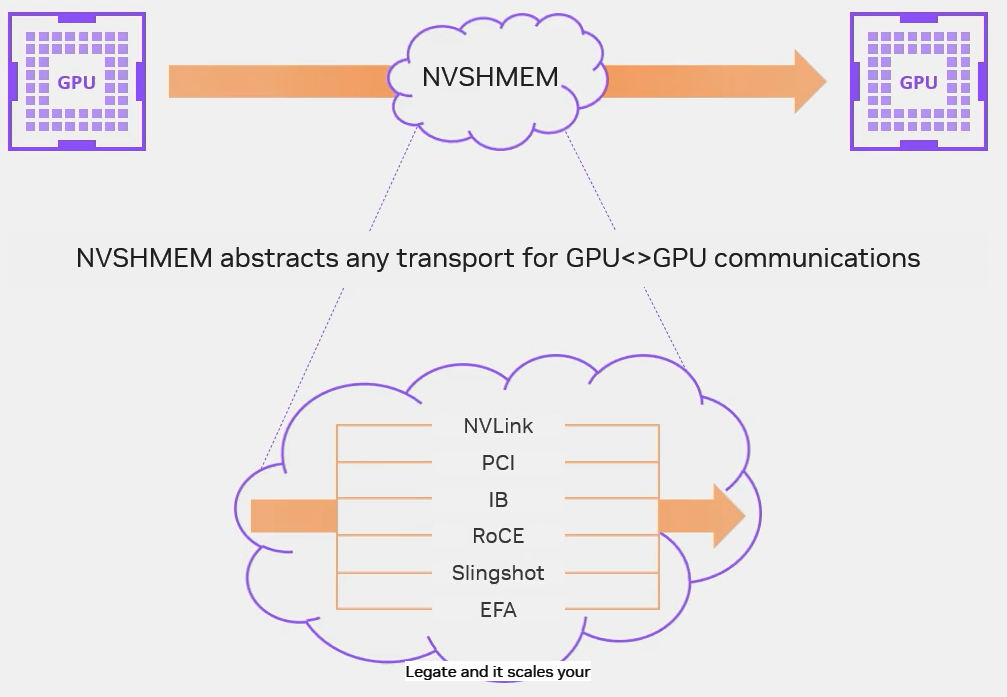 GPU
NVSHMEM
GPU
NVSHMEM abstracts any transport for GPU<>GPU communications
NVLink
PCI
IB
RoCE
Slingshot
EFA
Legate and it scales your